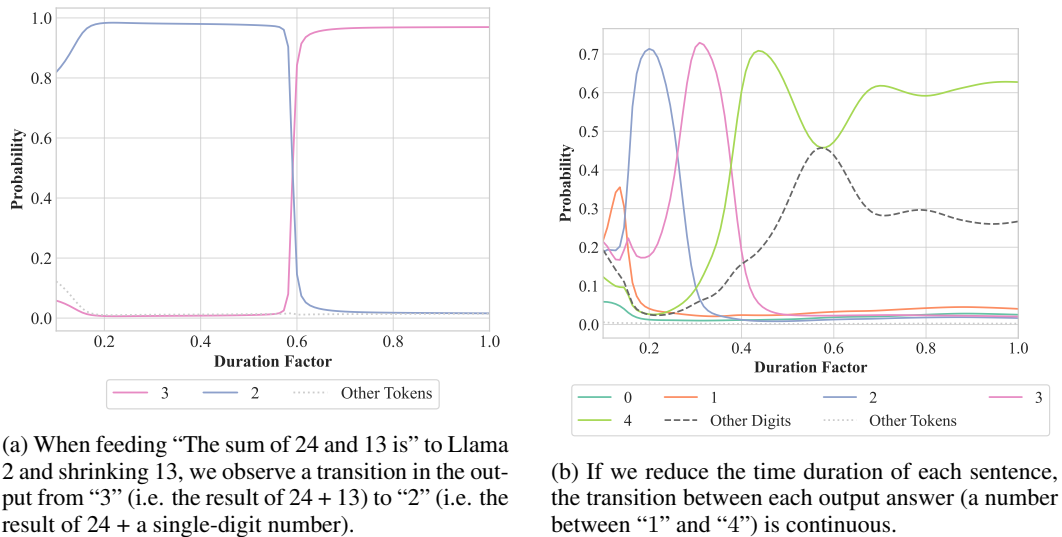 1.0
0.8
0.6
0.4
0.2
0.0
Probability
0.2
0.4
0.6
0.8
1.0
Duration Factor
3
2
Other Tokens
(a) When feeding “The sum of 24 and 13 is” to Llama
2 and shrinking 13, we observe a transition in the out-
put from “3” (i.e. the result of 24 + 13) to “2” (i.e. the
result of 24 + a single-digit number).
0.7
0.6
0.5
0.4
0.3
0.2
0.1
0.0
Probability
0.2
0.4
0.6
0.8
1.0
Duration Factor
0
1
2
3
4
Other Digits
Other Tokens
(b) If we reduce the time duration of each sentence,
the transition between each output answer (a number
between “1” and “4”) is continuous.